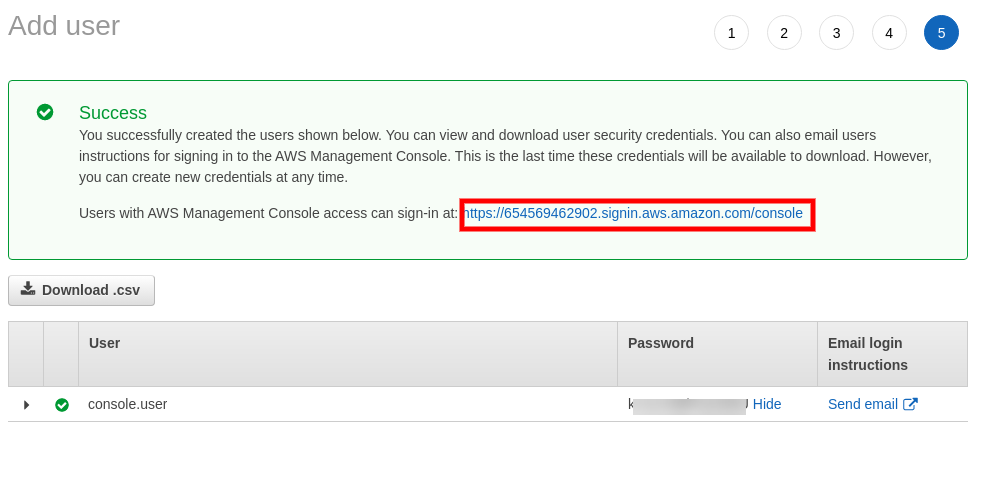 Add user
1 2 3 4 5
Success
You successfully created the users shown below. You can view and download user security credentials. You can also email users
instructions for signing in to the AWS Management Console. This is the last time these credentials will be available to download. However,
you can create new credentials at any time.
Users with AWS Management Console access can sign-in at: https://654569462902.signin.aws.amazon.com/console
Download .csv
User Password Email login
instructions
console.user Hide Send email